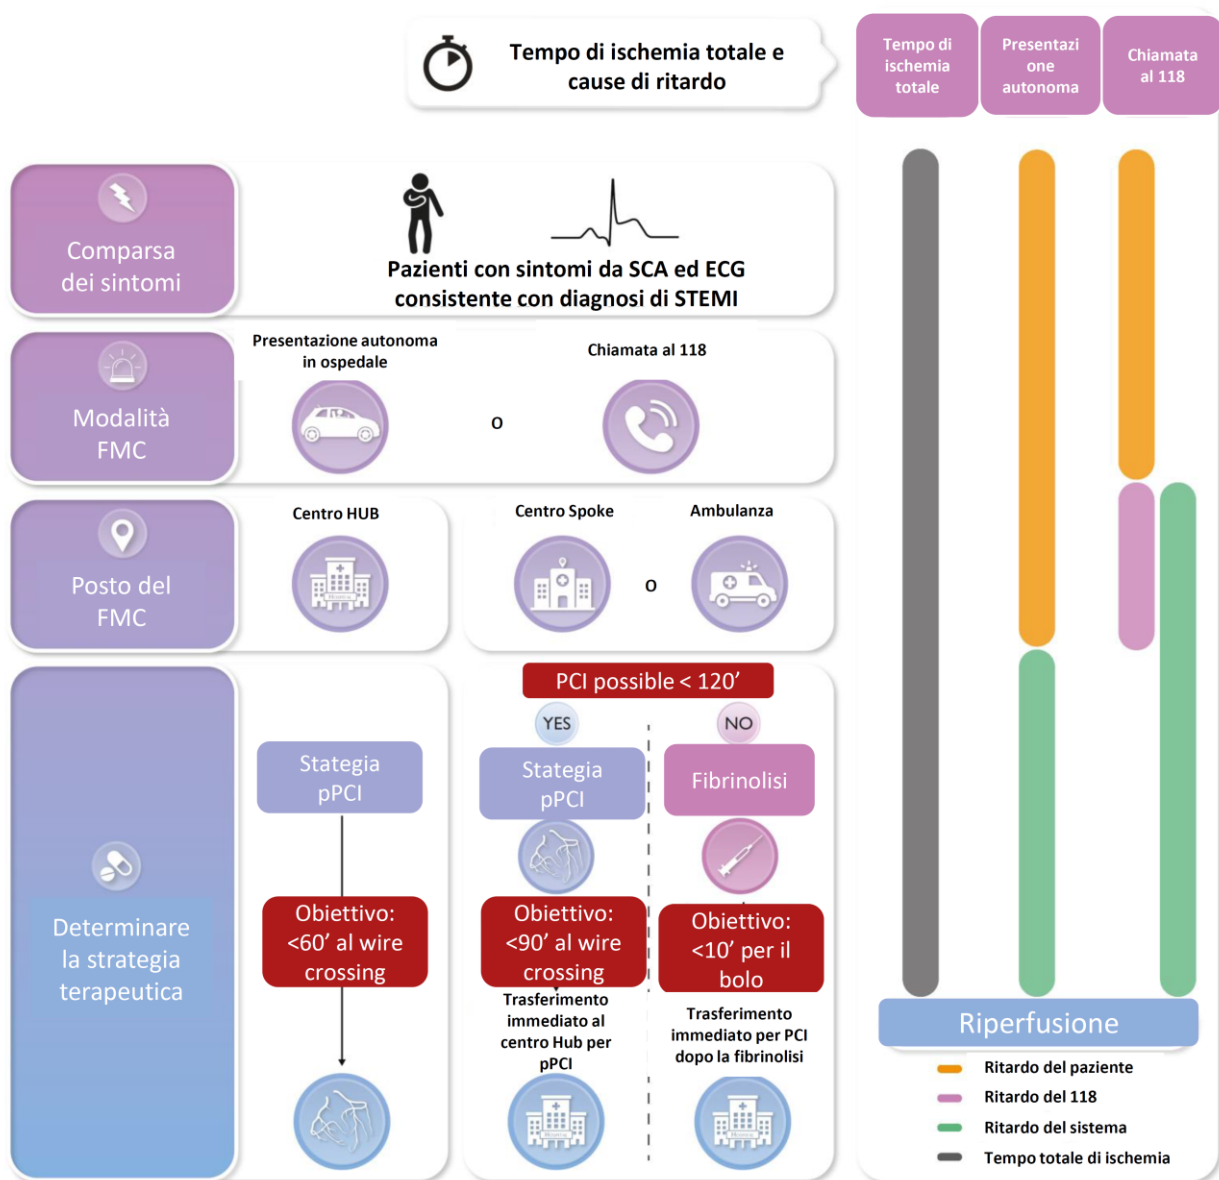 Tempo di ischemia totale e
cause di ritardo
Tempo di
ischemia
totale
Presentazi
one
autonoma
Chiamata
al 118
Comparsa
dei sintomi
Pazienti con sintomi da SCA ed ECG
consistente con diagnosi di STEMI
Modalità
FMC
Presentazione autonoma
in ospedale
o
Chiamata al 118
Posto del
FMC
Centro HUB
Centro Spoke
o
Ambulanza
Determinare
la strategia
terapeutica
PCI possible < 120’
YES
NO
Stategia
pPCI
Stategia
pPCI
Fibrinolisi
Obiettivo:
<60’ al wire
crossing
Obiettivo:
<90’ al wire
crossing
Obiettivo:
<10’ per il
bolo
Trasferimento
immediato al
centro Hub per
pPCI
Trasferimento
immediato per PCI
dopo la fibrinolisi
Riperfusione
Ritardo del paziente
Ritardo del 118
Ritardo del sistema
Tempo totale di ischemia